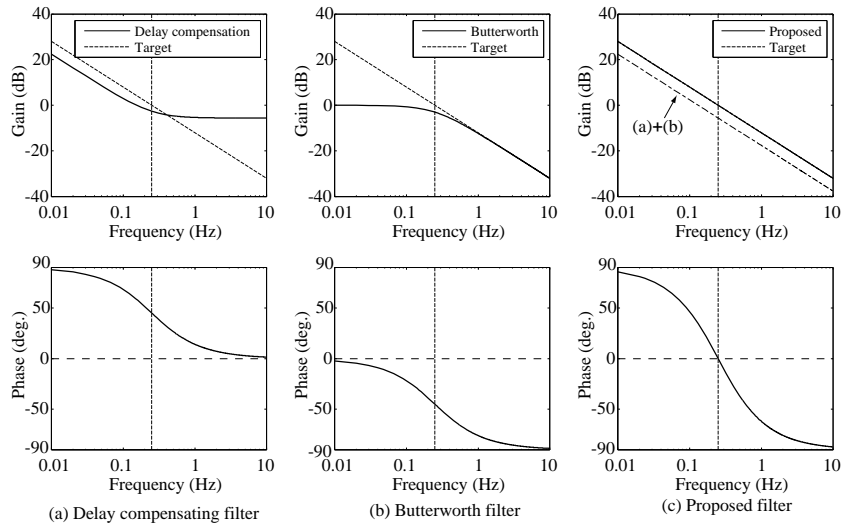 40
20
0
-20
-40
Gain (dB)
Delay compensation
Target
0.01
0.1
1
10
Frequency (Hz)
40
20
0
-20
-40
Gain (dB)
Butterworth
Target
0.01
0.1
1
10
Frequency (Hz)
40
20
0
-20
-40
Gain (dB)
Proposed
Target
(a)+(b)
0.01
0.1
1
10
Frequency (Hz)
90
50
0
-50
-90
Phase (deg.)
0.01
0.1
1
10
Frequency (Hz)
(a) Delay compensating filter
90
50
0
-50
-90
Phase (deg.)
0.01
0.1
1
10
Frequency (Hz)
(b) Butterworth filter
90
50
0
-50
-90
Phase (deg.)
0.01
0.1
1
10
Frequency (Hz)
(c) Proposed filter